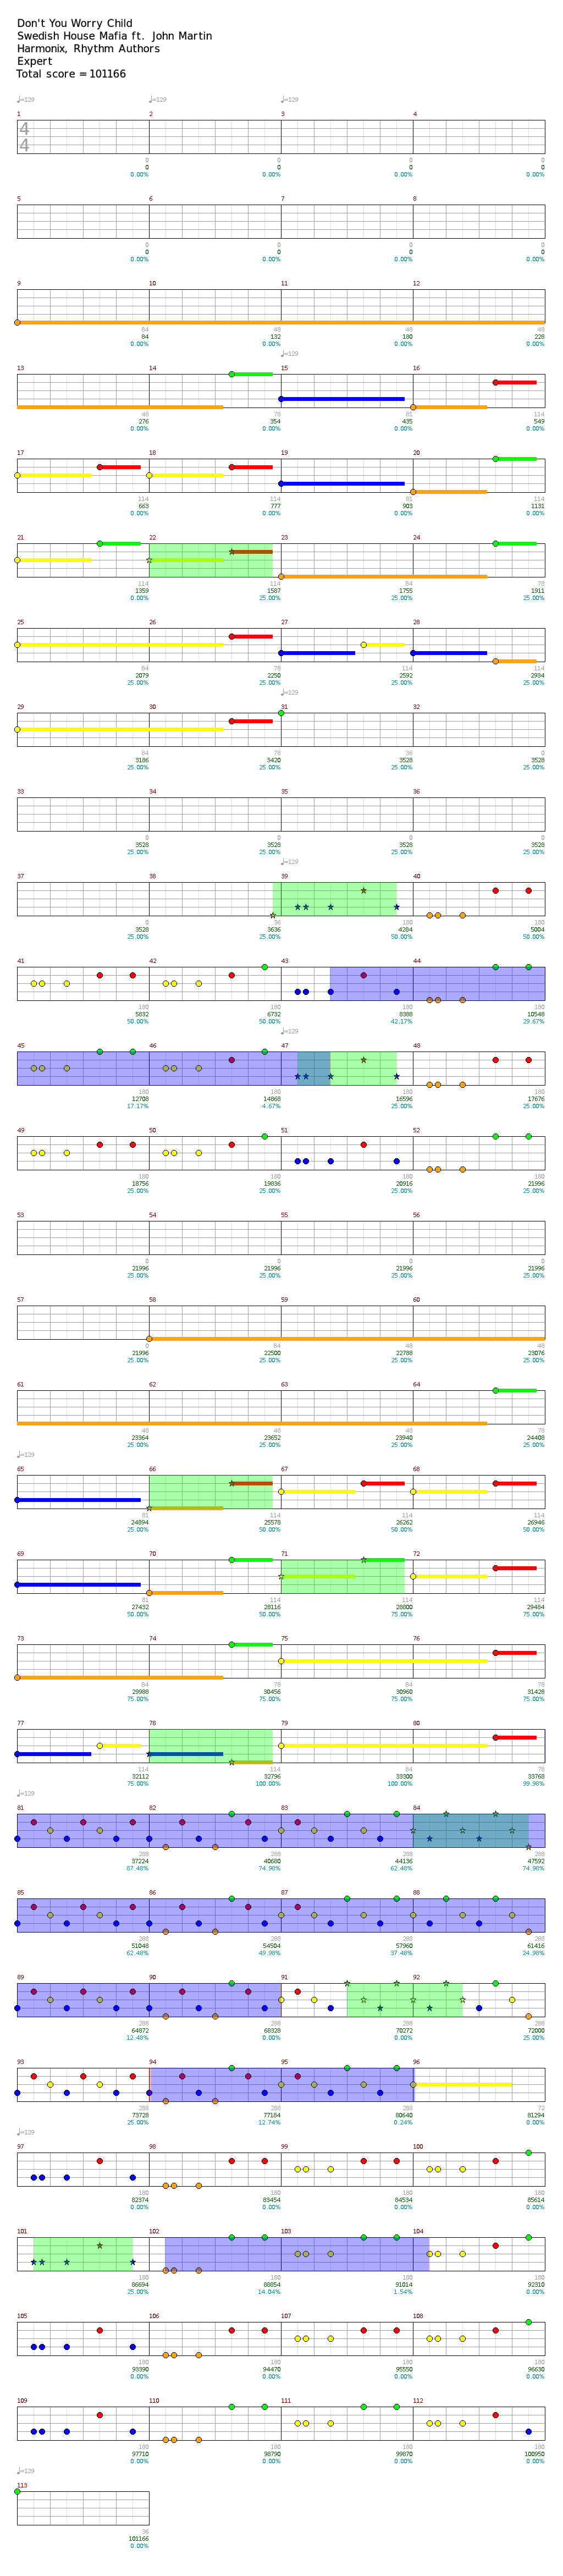 Don't You Worry Child
Swedish House Mafia ft. John Martin
Harmonix, Rhythm Authors
Expert
Total score = 101166
♩=129 ♩=129 ♩=129
1 2 3 4
4
4
0 0 0 0
0 0 0 0
0.00% 0.00% 0.00% 0.00%
5 6 7 8
0 0 0 0
0 0 0 0
0.00% 0.00% 0.00% 0.00%
9 10 11 12
84 48 48 48
84 132 180 228
0.00% 0.00% 0.00% 0.00%
♩=129
13 14 15 16
48 78 81 114
276 354 435 549
0.00% 0.00% 0.00% 0.00%
17 18 19 20
114 114 81 114
663 777 903 1131
0.00% 0.00% 0.00% 0.00%
21 22 23 24
114 114 84 78
1359 1587 1755 1911
0.00% 25.00% 25.00% 25.00%
25 26 27 28
84 78 114 114
2079 2250 2592 2934
25.00% 25.00% 25.00% 25.00%
♩=129
29 30 31 32
84 78 36 0
3186 3420 3528 3528
25.00% 25.00% 25.00% 25.00%
33 34 35 36
0 0 0 0
3528 3528 3528 3528
25.00% 25.00% 25.00% 25.00%
♩=129
37 38 39 40
0 36 180 180
3528 3636 4284 5004
25.00% 25.00% 50.00% 50.00%
41 42 43 44
180 180 180 180
5832 6732 8388 10548
50.00% 50.00% 42.17% 29.67%
♩=129
45 46 47 48
180 180 180 180
12708 14868 16596 17676
17.17% 4.67% 25.00% 25.00%
49 50 51 52
180 180 180 180
18756 19836 20916 21996
25.00% 25.00% 25.00% 25.00%
53 54 55 56
0 0 0 0
21996 21996 21996 21996
25.00% 25.00% 25.00% 25.00%
57 58 59 60
0 84 48 48
21996 22500 22788 23076
25.00% 25.00% 25.00% 25.00%
61 62 63 64
48 48 48 78
23364 23652 23940 24408
25.00% 25.00% 25.00% 25.00%
♩=129
65 66 67 68
81 114 114 114
24894 25578 26262 26946
25.00% 50.00% 50.00% 50.00%
69 70 71 72
81 114 114 114
27432 28116 28800 29484
50.00% 50.00% 75.00% 75.00%
73 74 75 76
84 78 84 78
29988 30456 30960 31428
75.00% 75.00% 75.00% 75.00%
77 78 79 80
114 114 84 78
32112 32796 33300 33768
75.00% 100.00% 100.00% 99.98%
♩=129
81 82 83 84
288 288 288 288
37224 40680 44136 47592
87.48% 74.98% 62.48% 74.98%
85 86 87 88
288 288 288 288
51048 54504 57960 61416
62.48% 49.98% 37.48% 24.98%
89 90 91 92
288 288 288 288
64872 68328 70272 72000
12.48% 0.00% 0.00% 25.00%
93 94 95 96
288 288 288 72
73728 77184 80640 81294
25.00% 12.74% 0.24% 0.00%
♩=129
97 98 99 100
180 180 180 180
82374 83454 84534 85614
0.00% 0.00% 0.00% 0.00%
101 102 103 104
180 180 180 180
86694 88854 91014 92310
25.00% 14.04% 1.54% 0.00%
105 106 107 108
180 180 180 180
93390 94470 95550 96630
0.00% 0.00% 0.00% 0.00%
109 110 111 112
180 180 180 180
97710 98790 99870 100950
0.00% 0.00% 0.00% 0.00%
♩=129
113
36
101166
0.00%